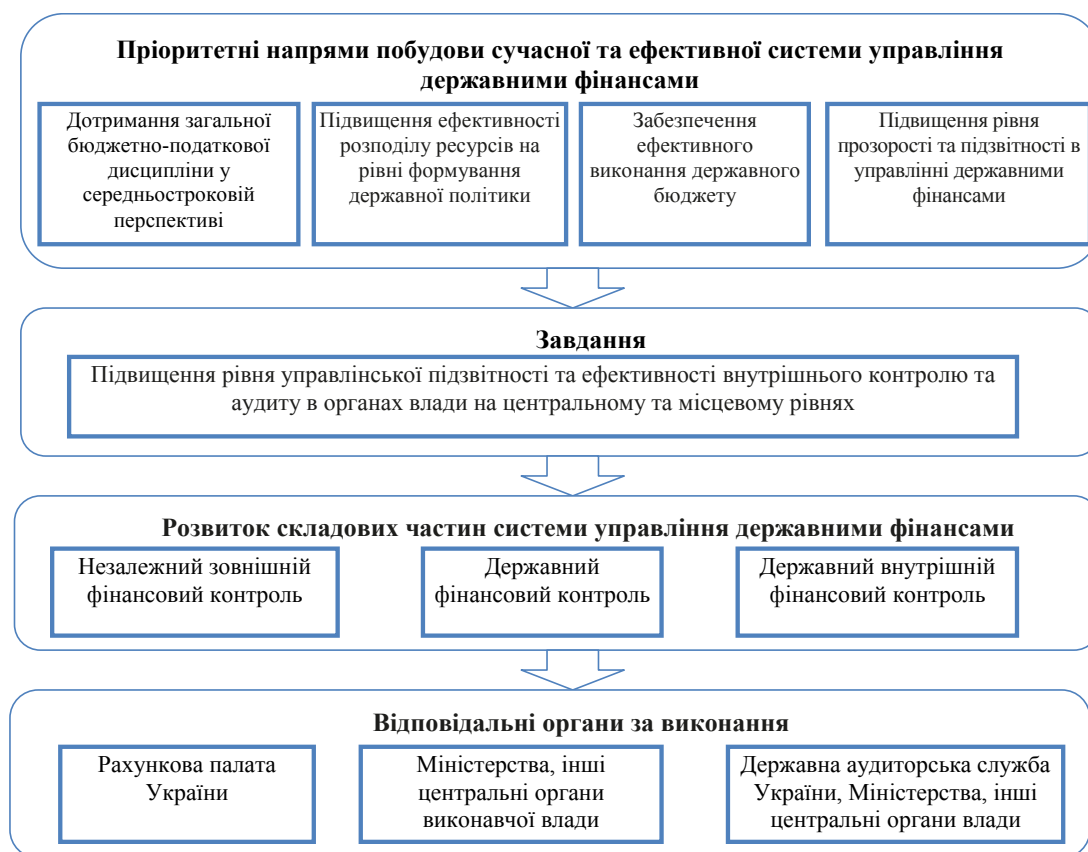 Пріоритетні напрями побудови сучасної та ефективної системи управління
державними фінансами
Дотримання загальної
бюджетно-податкової
дисципліни у
середньостроковій
перспективі
Підвищення ефективності
розподілу ресурсів на
рівні формування
державної політики
Забезпечення
ефективного
виконання державного
бюджету
Підвищення рівня
прозорості та підзвітності в
управлінні державними
фінансами
Завдання
Підвищення рівня управлінської підзвітності та ефективності внутрішнього контролю та
аудиту в органах влади на центральному та місцевому рівнях
Розвиток складових частин системи управління державними фінансами
Незалежний зовнішній
фінансовий контроль
Державний
фінансовий контроль
Державний внутрішній
фінансовий контроль
Відповідальні органи за виконання
Рахункова палата
України
Міністерства, інші
центральні органи
виконавчої влади
Державна аудиторська служба
України, Міністерства, інші
центральні органи влади